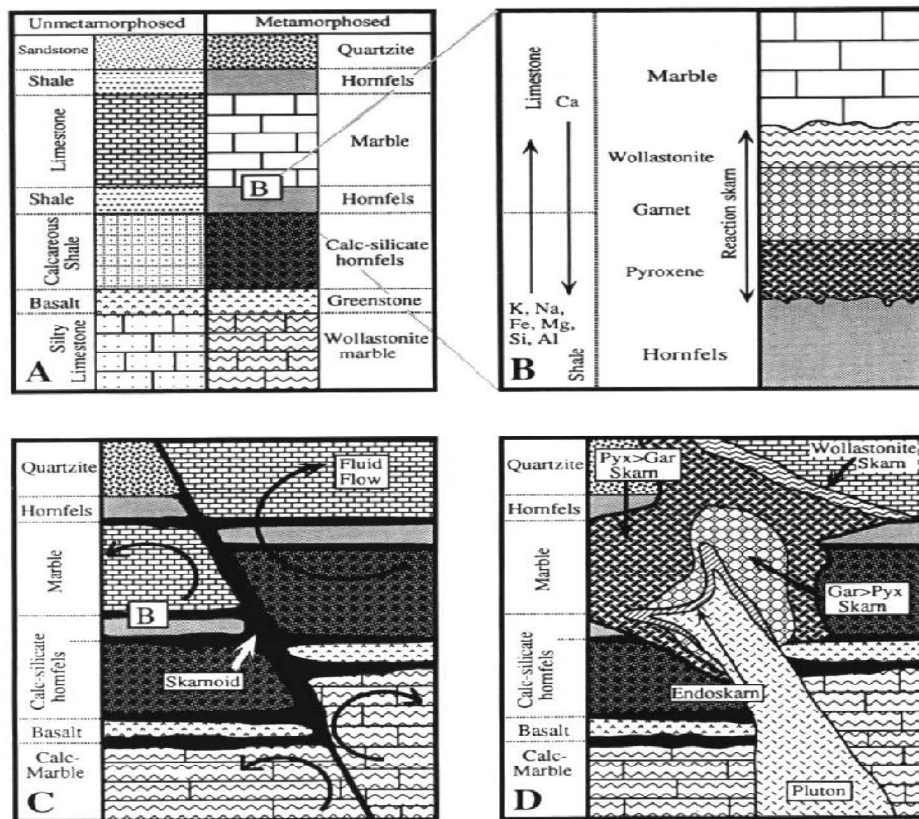 Unmetamorphosed
Metamorphosed
Sandstone
Quartzite
Shale
Hornfels
Limestone
Marble
B
Shale
Hornfels
Calcareous
Shale
Calc-silicate
hornfels
Basalt
Greenstone
Silty
Limestone
Wollastonite
marble
A
Limestone
Ca
Marble
Wollastonite
Garnet
Pyroxene
Reaction skarn
K, Na,
Fe, Mg,
Si, Al
Shale
Hornfels
B
Quartzite
Fluid
Flow
Hornfels
Marble
B
Calc-silicate
hornfels
Skarnoid
Basalt
Calc-
Marble
C
Quartzite
Pyx>Gar
Skarn
Wollastonite
Skarn
Hornfels
Marble
Gar>Pyx
Skarn
Calc-silicate
hornfels
Endoskarn
Basalt
Calc-
Marble
Pluton
D